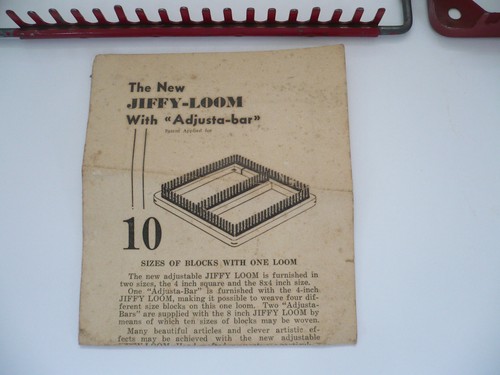 The New
JIFFY-LOOM
With «Adjusta-bar»
Patent Applied for
10
SIZES OF BLOCKS WITH ONE LOOM
The new adjustable JIFFY LOOM is furnished in
two sizes, the 4 inch square and the 8x4 inch size.
One "Adjusta-Bar" is furnished with the 4-inch
JIFFY LOOM, making it possible to weave four dif-
ferent size blocks on this one loom. Two "Adjusta-
Bars" are supplied with the 8 inch JIFFY LOOM by
means of which ten sizes of blocks may be woven.
Many beautiful articles and clever artistic ef-
fects may be achieved with the new adjustable